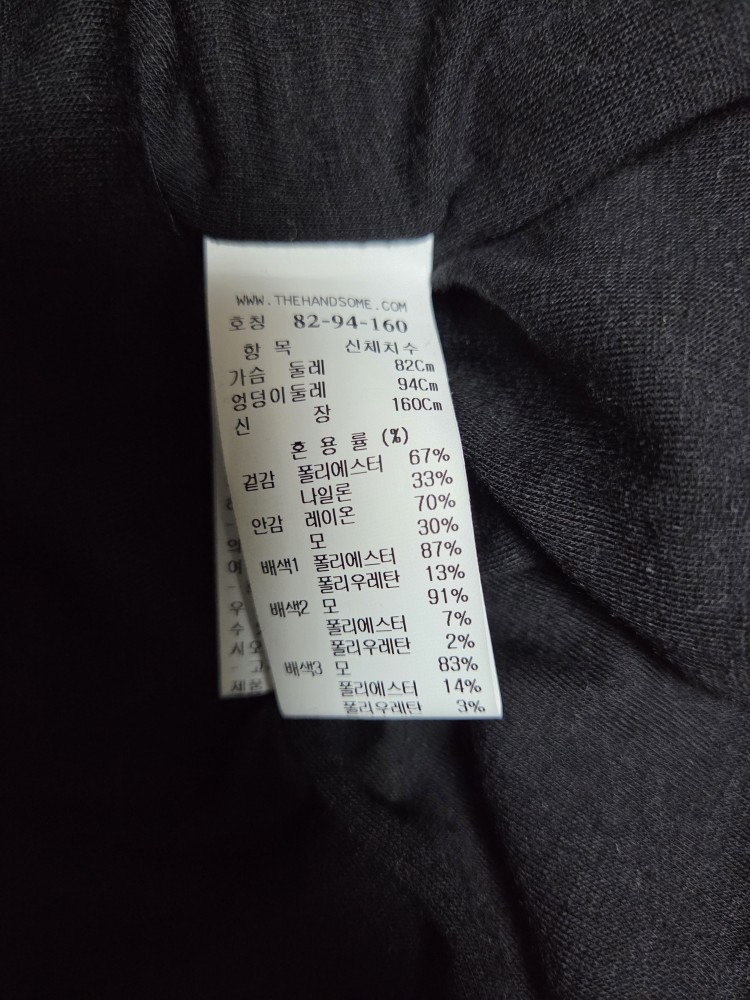 WWW.THEHANDSOME.COM
호칭 82-94-160
항 목 신체치수
가슴 둘레 82Cm
엉덩이둘레 94Cm
신 장 160Cm
혼 용 률 (%)
겉감 폴리에스터 67%
나일론 33%
안감 레이온 70%
모 30%
배색1 폴리에스터 87%
폴리우레탄 13%
배색2 모 91%
폴리에스터 7%
폴리우레탄 2%
배색3 모 83%
폴리에스터 14%
폴리우레탄 3%